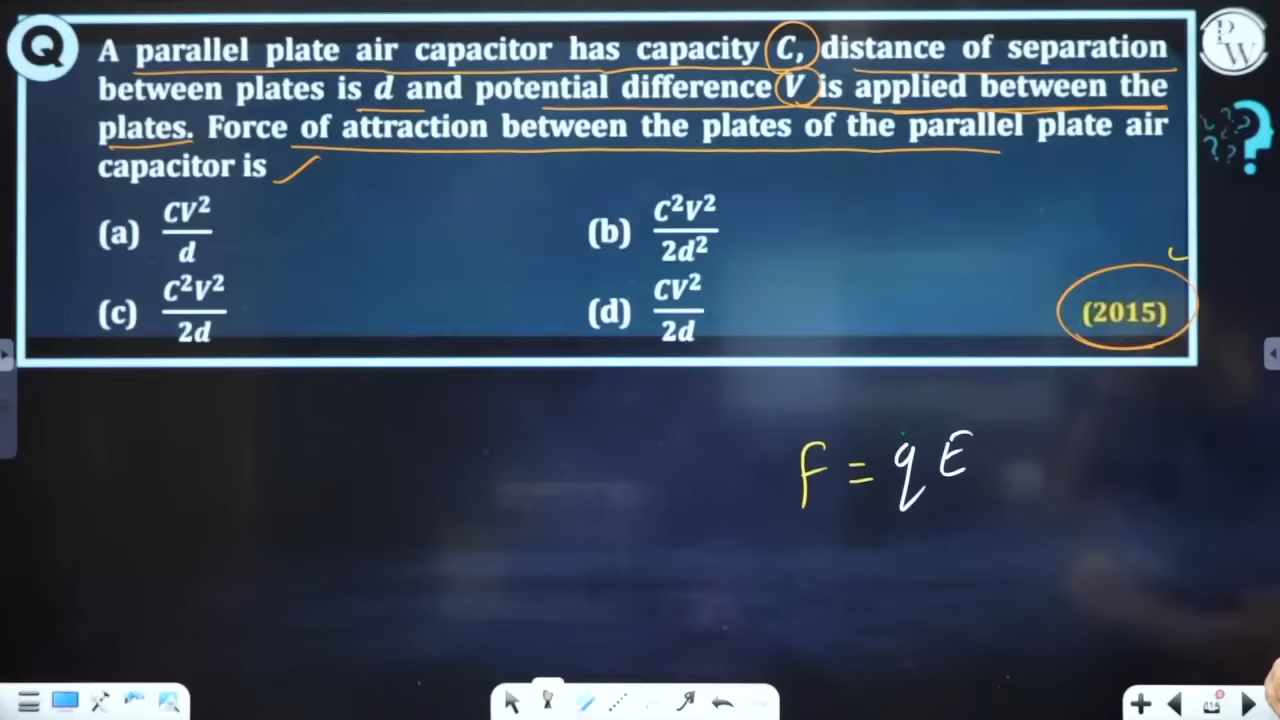 Q
A parallel plate air capacitor has capacity C, distance of separation
between plates is d and potential difference V is applied between the
plates. Force of attraction between the plates of the parallel plate air
capacitor is
(a) CV²/d
(b) C²V²/2d²
(c) C²V²/2d
(d) CV²/2d
(2015)
F = qE
PW